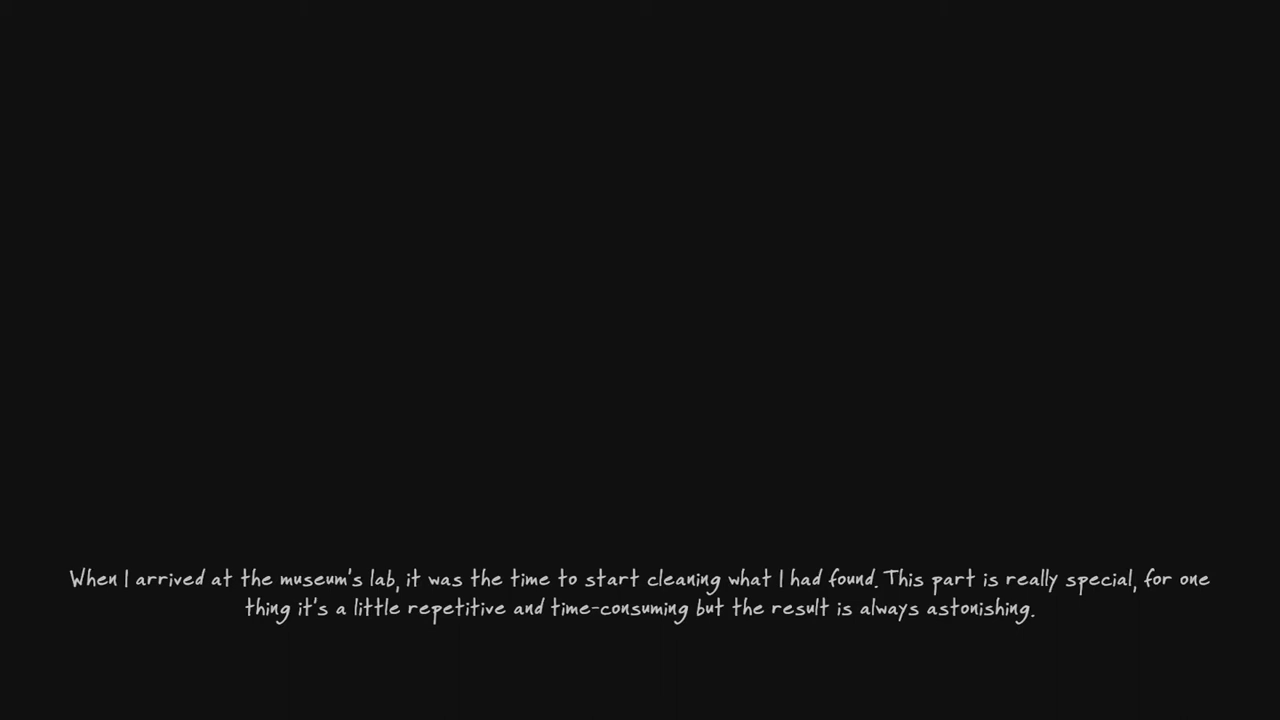 When I arrived at the museum's lab, it was the time to start cleaning what I had found. This part is really special, for one
thing it's a little repetitive and time-consuming but the result is always astonishing.